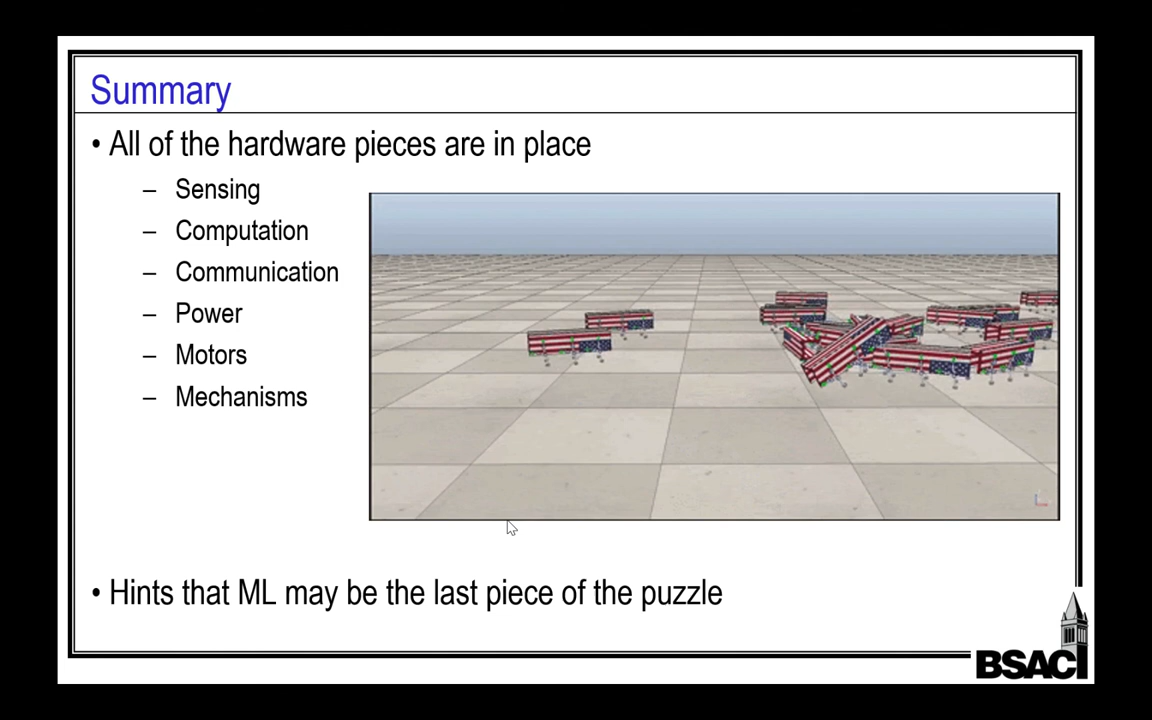 Summary
• All of the hardware pieces are in place
– Sensing
– Computation
– Communication
– Power
– Motors
– Mechanisms
• Hints that ML may be the last piece of the puzzle
BSAC